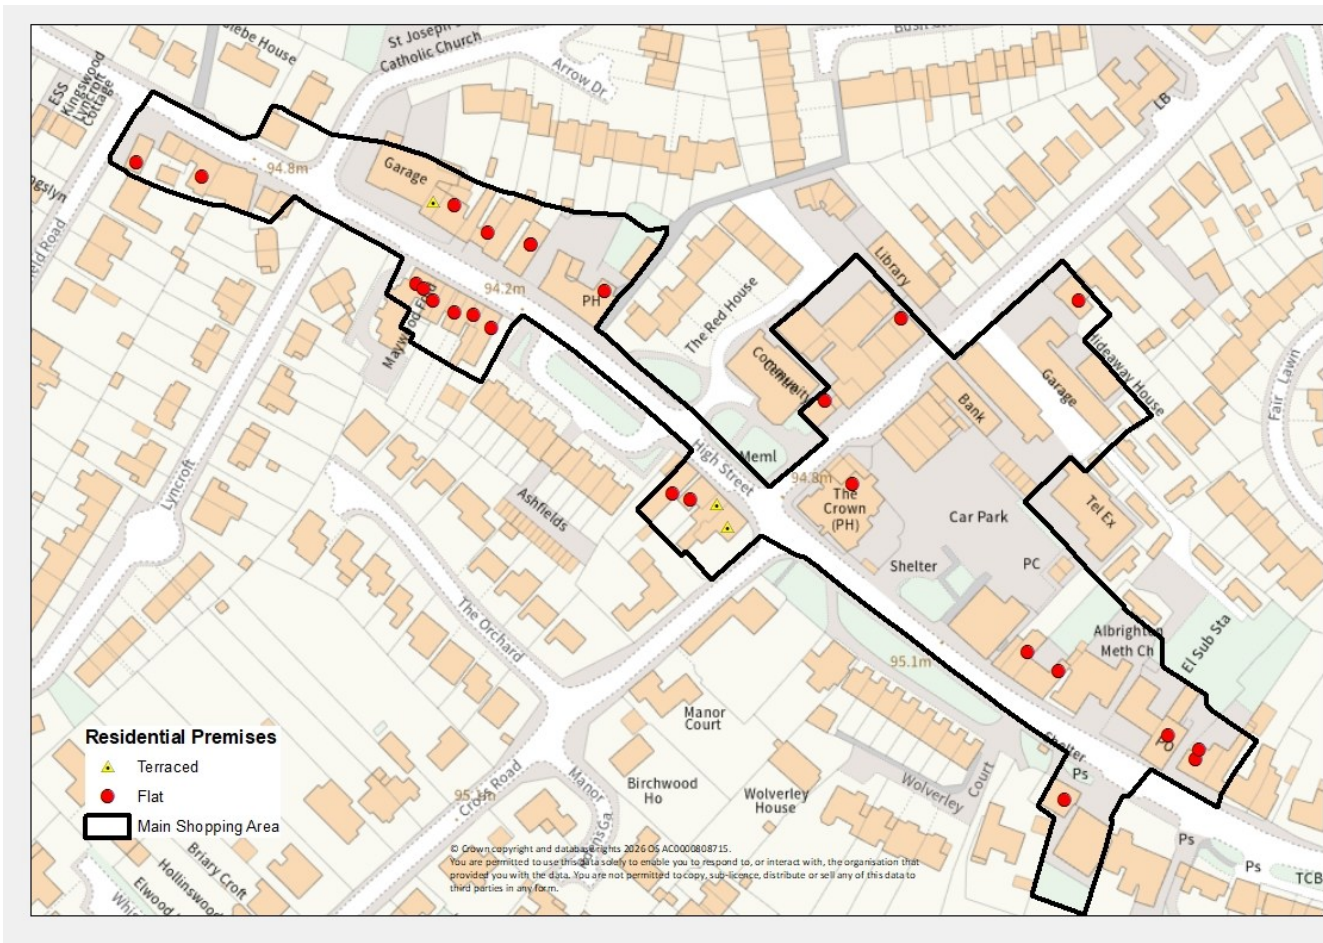 Glebe House
St Joseph
Catholic Church
Arrow Dr
ESS
Kingswood
Lyncroft
Cottage
LB
94.8m
Garage
Library
94.2m
PH
The Red House
Community
Centre
Garage
Hideaway House
Bank
Fair Lawn
Lyncroft
High Street
Meml
94.8m
The
Crown
(PH)
Car Park
Tel Ex
Ashfields
Shelter
PC
The Orchard
Albrighton
Meth Ch
El Sub Sta
95.1m
Manor
Court
Shelter
PO
Ps
Birchwood
Ho
Wolverley
House
Wolverley
Court
Cross Road
Manor
Ps
Ps
TCB
Briary Croft
Residential Premises
Terraced
Flat
Main Shopping Area
© Crown copyright and database rights 2026 OS AC0000808715.
You are permitted to use this data solely to enable you to respond to, or interact with, the organisation that
provided you with the data. You are not permitted to copy, sub-licence, distribute or sell any of this data to
third parties in any form.